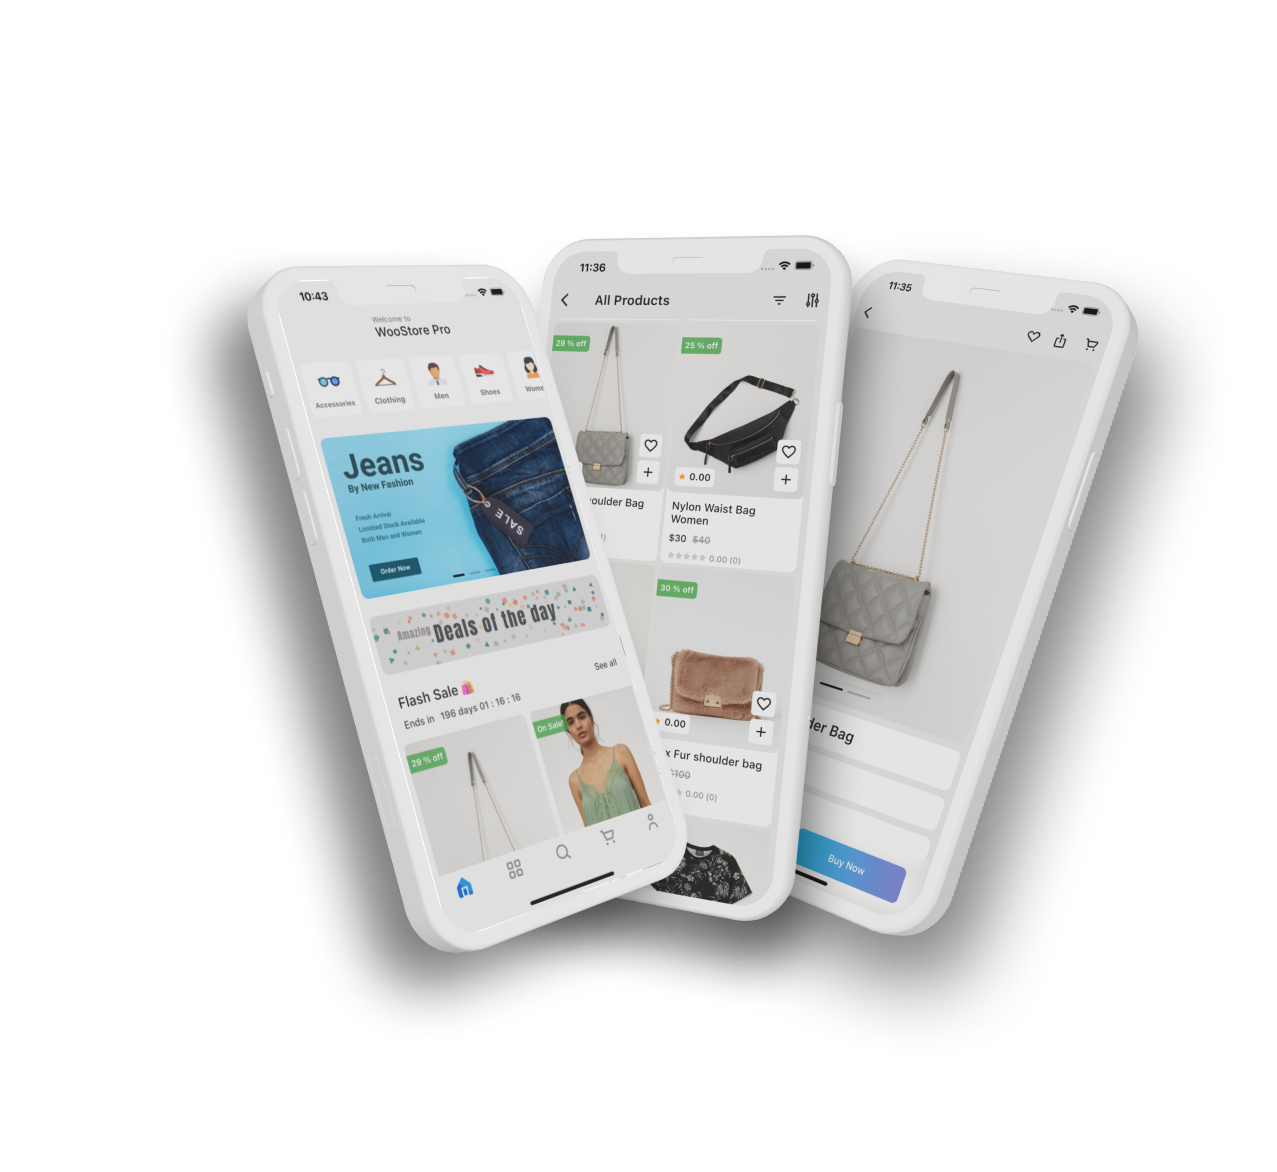 10:43
Welcome to
WooStore Pro
Accessories
Clothing
Men
Shoes
Wome
Jeans
By New Fashion
Fresh Arrival
Limitted Stock Available
Both Men and Women
Order Now
SALE
Amazing Deals of the day
Flash Sale
See all
Ends in 196 days 01 : 16 : 16
29 % off
On Sale!
11:36
All Products
29 % off
25 % off
0.00
oulder Bag
Nylon Waist Bag
Women
$30 $40
0.00 (0)
30 % off
0.00
x Fur shoulder bag
$100
0.00 (0)
11:35
der Bag
Buy Now